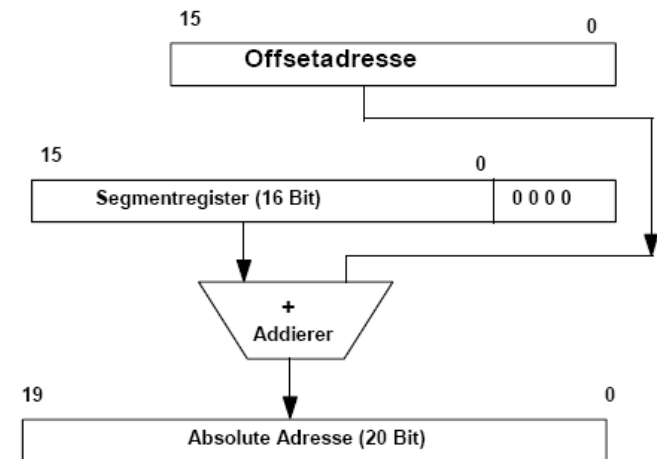 15 0
Offsetadresse
15 0
Segmentregister (16 Bit) 0 0 0 0
+
Addierer
19 0
Absolute Adresse (20 Bit)